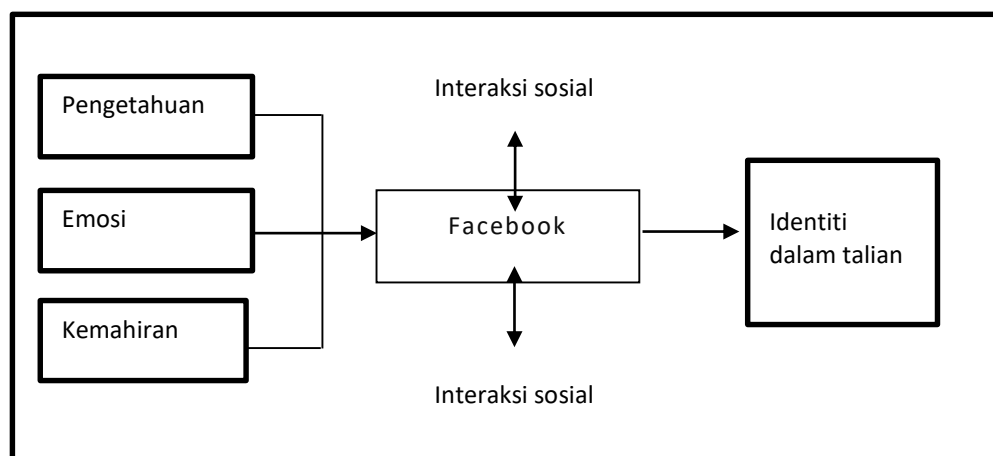 Pengetahuan
Emosi
Kemahiran
Interaksi sosial
Facebook
Interaksi sosial
Identiti
dalam talian